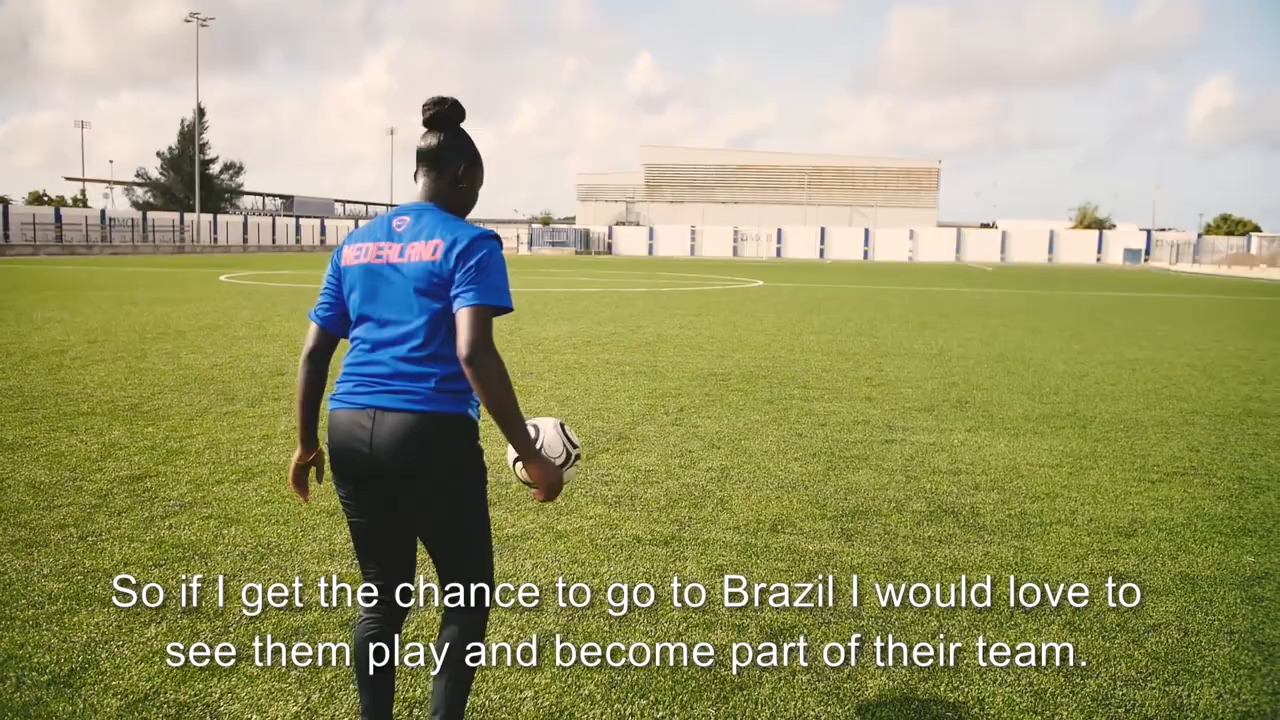 NEDERLAND
So if I get the chance to go to Brazil I would love to
see them play and become part of their team.